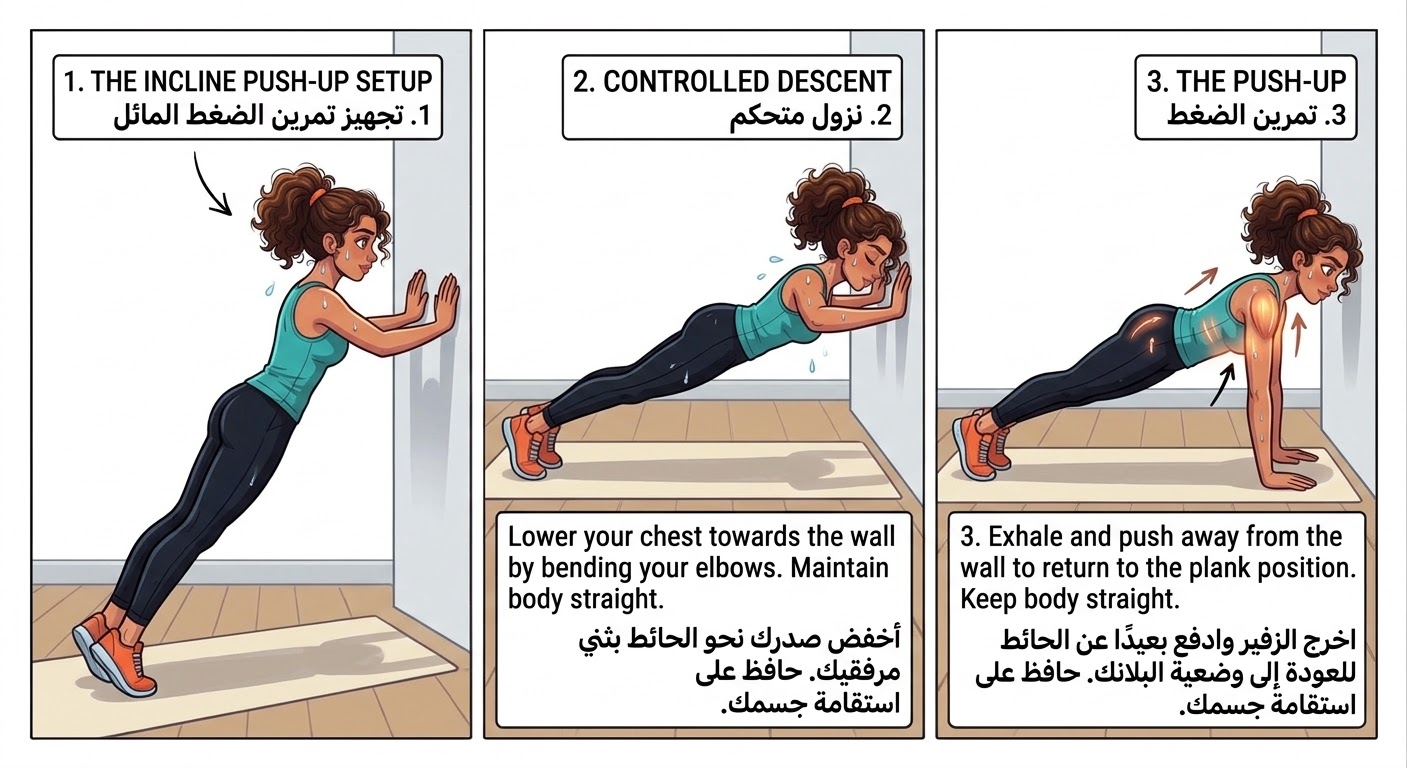 1. THE INCLINE PUSH-UP SETUP
1. تجهيز تمرين الضغط المائل
2. CONTROLLED DESCENT
2. نزول متحكم
Lower your chest towards the wall
by bending your elbows. Maintain
body straight.
أخفض صدرك نحو الحائط بثني
مرفقيك. حافظ على
استقامة جسمك.
3. THE PUSH-UP
3. تمرين الضغط
3. Exhale and push away from the
wall to return to the plank position.
Keep body straight.
اخرج الزفير وادفع بعيدًا عن الحائط
للعودة إلى وضعية البلانك. حافظ على
استقامة جسمك.